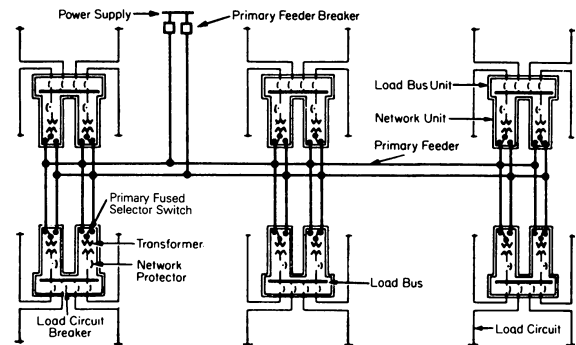 Power Supply
Primary Feeder Breaker
Load Bus Unit
Network Unit
Primary Feeder
Primary Fused
Selector Switch
Transformer
Network
Protector
Load Bus
Load Circuit
Breaker
Load Circuit